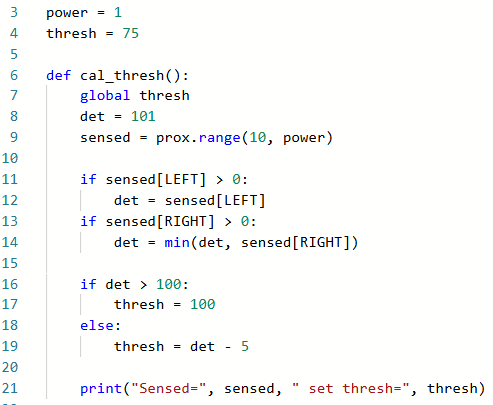 3 power = 1
4 thresh = 75
5
6 def cal_thresh():
7     global thresh
8     det = 101
9     sensed = prox.range(10, power)
10
11     if sensed[LEFT] > 0:
12         det = sensed[LEFT]
13     if sensed[RIGHT] > 0:
14         det = min(det, sensed[RIGHT])
15
16     if det > 100:
17         thresh = 100
18     else:
19         thresh = det - 5
20
21     print("Sensed=", sensed, " set thresh=", thresh)